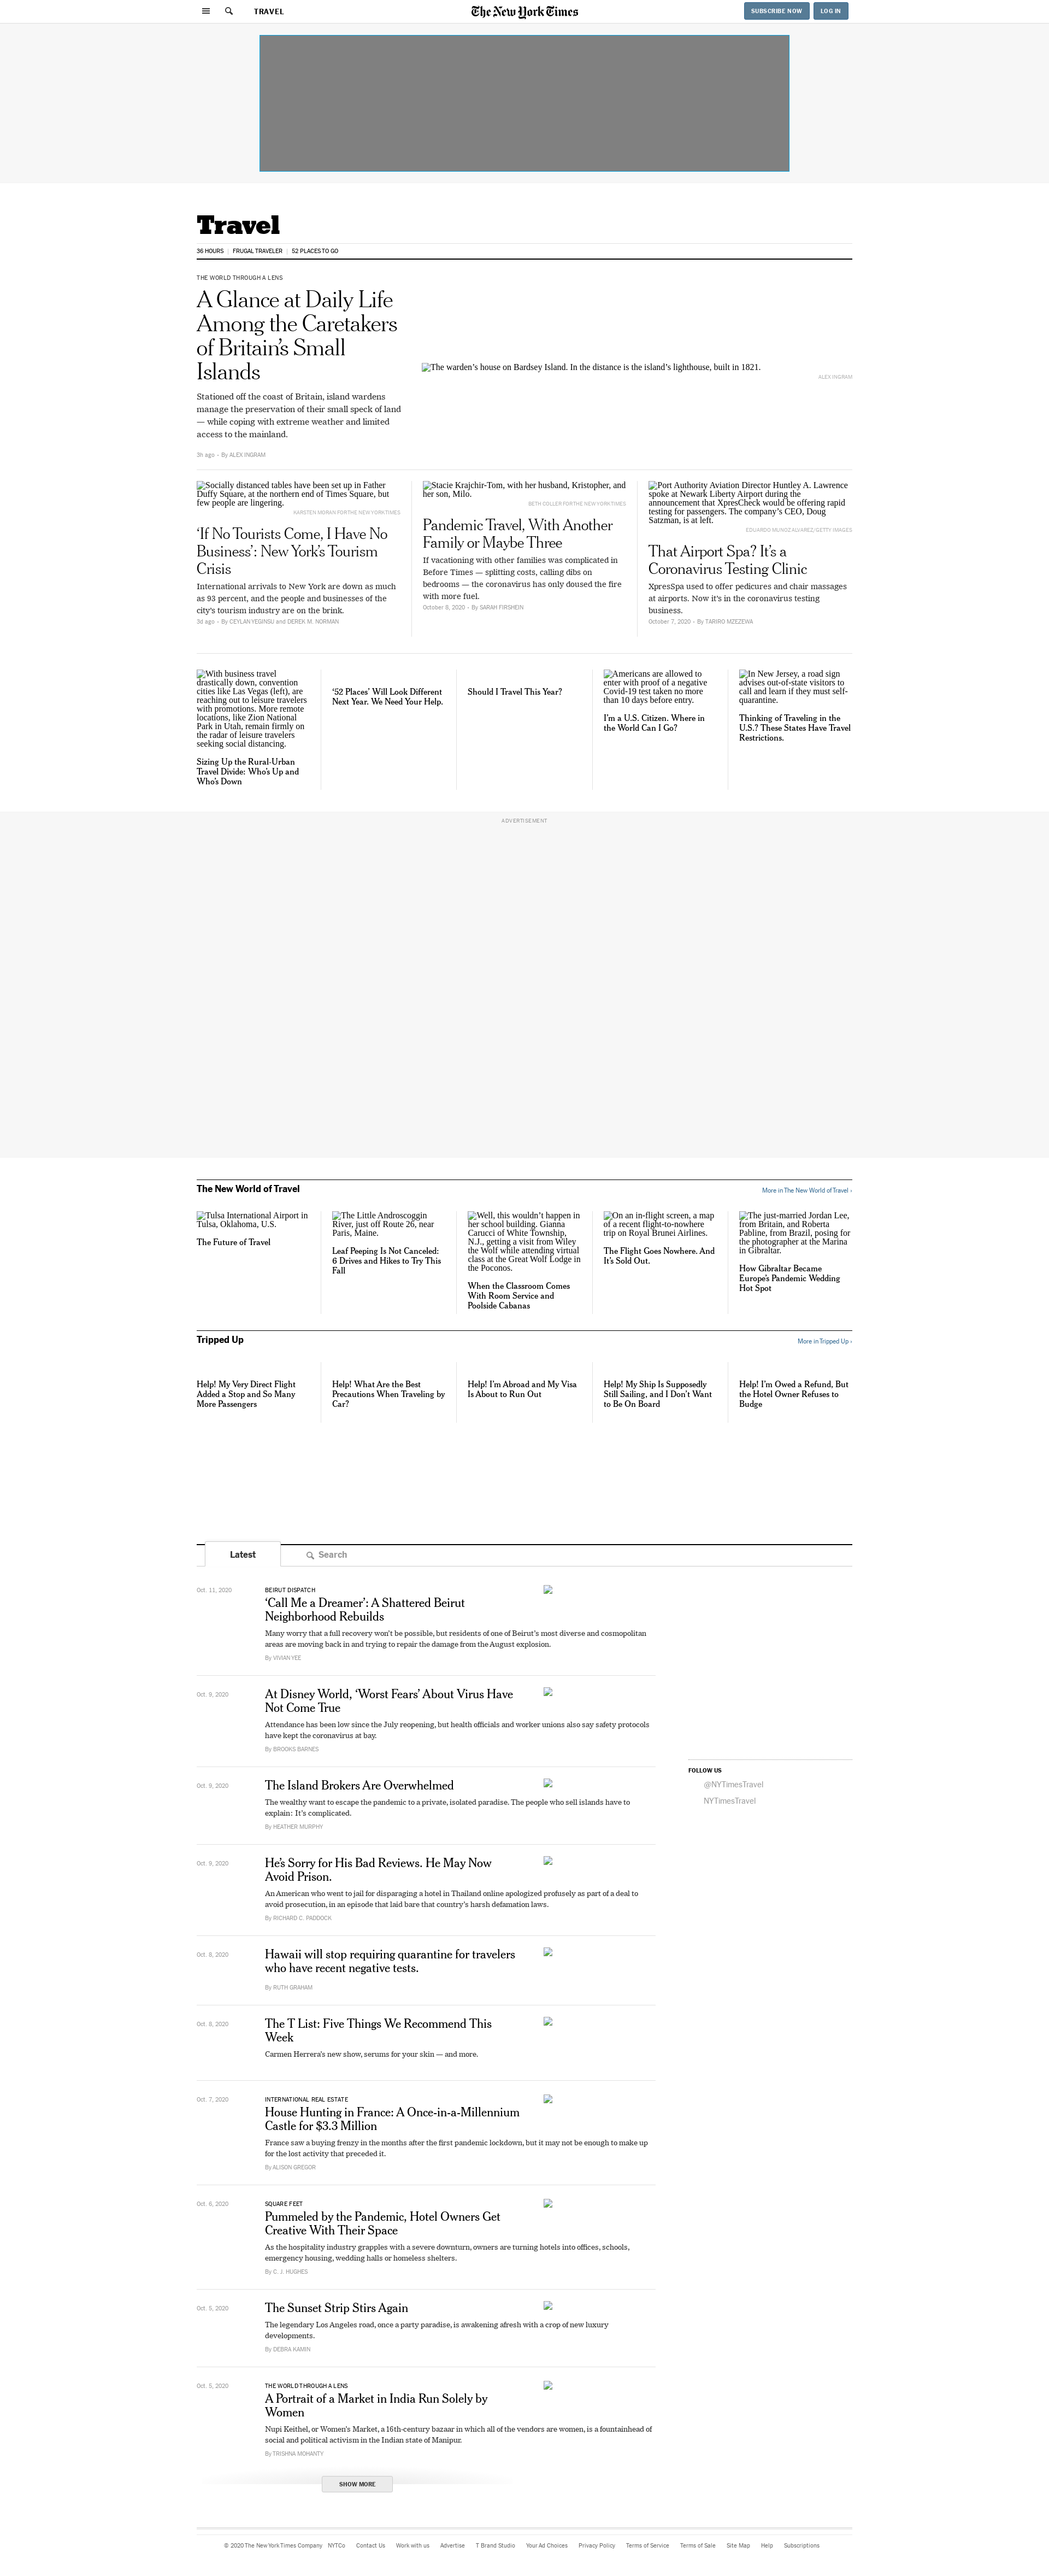 TRAVEL
The New York Times
SUBSCRIBE NOW
LOG IN
Travel
36 HOURS
FRUGAL TRAVELER
52 PLACES TO GO
THE WORLD THROUGH A LENS
A Glance at Daily Life
Among the Caretakers
of Britain's Small
Islands
Stationed off the coast of Britain, island wardens
manage the preservation of their small speck of land
— while coping with extreme weather and limited
access to the mainland.
3h ago - By ALEX INGRAM
The warden's house on Bardsey Island. In the distance is the island's lighthouse, built in 1821.
ALEX INGRAM
Socially distanced tables have been set up in Father
Duffy Square, at the northern end of Times Square, but
few people are lingering.
KARSTEN MORAN FOR THE NEW YORK TIMES
'If No Tourists Come, I Have No
Business': New York's Tourism
Crisis
International arrivals to New York are down as much
as 93 percent, and the people and businesses of the
city's tourism industry are on the brink.
3d ago - By CEYLAN YEGINSU and DEREK M. NORMAN
Stacie Krajchir-Tom, with her husband, Kristopher, and
her son, Milo.
BETH COLLER FOR THE NEW YORK TIMES
Pandemic Travel, With Another
Family or Maybe Three
If vacationing with other families was complicated in
Before Times — splitting costs, calling dibs on
bedrooms — the coronavirus has only doused the fire
with more fuel.
October 8, 2020 - By SARAH FIRSHEIN
Port Authority Aviation Director Huntley A. Lawrence
spoke at Newark Liberty Airport during the
announcement that XpresCheck would be offering rapid
testing for passengers. The company's CEO, Doug
Satzman, is at left.
EDUARDO MUNOZ ALVAREZ/GETTY IMAGES
That Airport Spa? It's a
Coronavirus Testing Clinic
XpresSpa used to offer pedicures and chair massages
at airports. Now it's in the coronavirus testing
business.
October 7, 2020 - By TARIRO MZEZEWA
With business travel
drastically down, convention
cities like Las Vegas (left), are
reaching out to leisure travelers
with promotions. More remote
locations, like Zion National
Park in Utah, remain firmly on
the radar of leisure travelers
seeking social distancing.
Sizing Up the Rural-Urban
Travel Divide: Who's Up and
Who's Down
'52 Places' Will Look Different
Next Year. We Need Your Help.
Should I Travel This Year?
Americans are allowed to
enter with proof of a negative
Covid-19 test taken no more
than 10 days before entry.
I'm a U.S. Citizen. Where in
the World Can I Go?
In New Jersey, a road sign
advises out-of-state visitors to
call and learn if they must self-
quarantine.
Thinking of Traveling in the
U.S.? These States Have Travel
Restrictions.
ADVERTISEMENT
The New World of Travel
More in The New World of Travel ›
Tulsa International Airport in
Tulsa, Oklahoma, U.S.
The Future of Travel
The Little Androscoggin
River, just off Route 26, near
Paris, Maine.
Leaf Peeping Is Not Canceled:
6 Drives and Hikes to Try This
Fall
Well, this wouldn't happen in
her school building. Gianna
Carucci of White Township,
N.J., getting a visit from Wiley
the Wolf while attending virtual
class at the Great Wolf Lodge in
the Poconos.
When the Classroom Comes
With Room Service and
Poolside Cabanas
On an in-flight screen, a map
of a recent flight-to-nowhere
trip on Royal Brunei Airlines.
The Flight Goes Nowhere. And
It's Sold Out.
The just-married Jordan Lee,
from Britain, and Roberta
Pabline, from Brazil, posing for
the photographer at the Marina
in Gibraltar.
How Gibraltar Became
Europe's Pandemic Wedding
Hot Spot
Tripped Up
More in Tripped Up ›
Help! My Very Direct Flight
Added a Stop and So Many
More Passengers
Help! What Are the Best
Precautions When Traveling by
Car?
Help! I'm Abroad and My Visa
Is About to Run Out
Help! My Ship Is Supposedly
Still Sailing, and I Don't Want
to Be On Board
Help! I'm Owed a Refund, But
the Hotel Owner Refuses to
Budge
Latest
Search
Oct. 11, 2020
BEIRUT DISPATCH
'Call Me a Dreamer': A Shattered Beirut
Neighborhood Rebuilds
Many worry that a full recovery won't be possible, but residents of one of Beirut's most diverse and cosmopolitan
areas are moving back in and trying to repair the damage from the August explosion.
By VIVIAN YEE
Oct. 9, 2020
At Disney World, 'Worst Fears' About Virus Have
Not Come True
Attendance has been low since the July reopening, but health officials and worker unions also say safety protocols
have kept the coronavirus at bay.
By BROOKS BARNES
Oct. 9, 2020
The Island Brokers Are Overwhelmed
The wealthy want to escape the pandemic to a private, isolated paradise. The people who sell islands have to
explain: It's complicated.
By HEATHER MURPHY
FOLLOW US
@NYTimesTravel
NYTimesTravel
Oct. 9, 2020
He's Sorry for His Bad Reviews. He May Now
Avoid Prison.
An American who went to jail for disparaging a hotel in Thailand online apologized profusely as part of a deal to
avoid prosecution, in an episode that laid bare that country's harsh defamation laws.
By RICHARD C. PADDOCK
Oct. 8, 2020
Hawaii will stop requiring quarantine for travelers
who have recent negative tests.
By RUTH GRAHAM
Oct. 8, 2020
The T List: Five Things We Recommend This
Week
Carmen Herrera's new show, serums for your skin — and more.
Oct. 7, 2020
INTERNATIONAL REAL ESTATE
House Hunting in France: A Once-in-a-Millennium
Castle for $3.3 Million
France saw a buying frenzy in the months after the first pandemic lockdown, but it may not be enough to make up
for the lost activity that preceded it.
By ALISON GREGOR
Oct. 6, 2020
SQUARE FEET
Pummeled by the Pandemic, Hotel Owners Get
Creative With Their Space
As the hospitality industry grapples with a severe downturn, owners are turning hotels into offices, schools,
emergency housing, wedding halls or homeless shelters.
By C. J. HUGHES
Oct. 5, 2020
The Sunset Strip Stirs Again
The legendary Los Angeles road, once a party paradise, is awakening afresh with a crop of new luxury
developments.
By DEBRA KAMIN
Oct. 5, 2020
THE WORLD THROUGH A LENS
A Portrait of a Market in India Run Solely by
Women
Nupi Keithel, or Women's Market, a 16th-century bazaar in which all of the vendors are women, is a fountainhead of
social and political activism in the Indian state of Manipur.
By TRISHNA MOHANTY
SHOW MORE
© 2020 The New York Times Company
NYTCo
Contact Us
Work with us
Advertise
T Brand Studio
Your Ad Choices
Privacy Policy
Terms of Service
Terms of Sale
Site Map
Help
Subscriptions